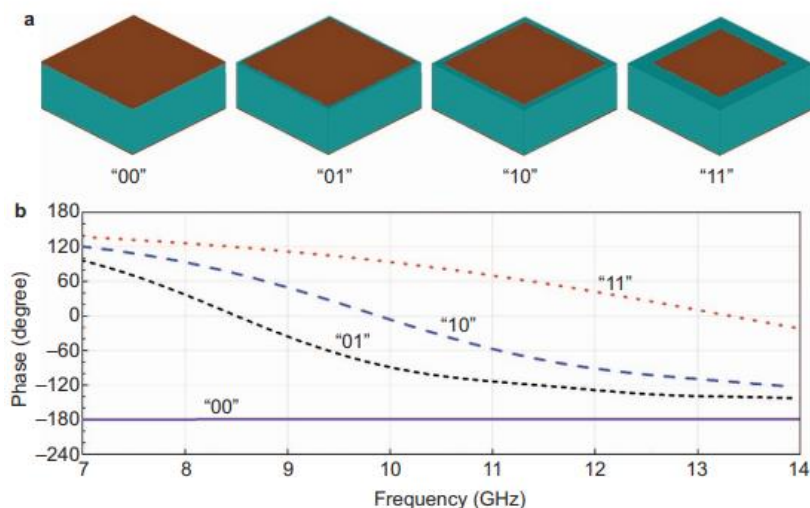 a
“00” “01” “10” “11”
b
180
120
60
0
–60
–120
–180
–240
Phase (degree)
“11”
“10”
“01”
“00”
7 8 9 10 11 12 13 14
Frequency (GHz)